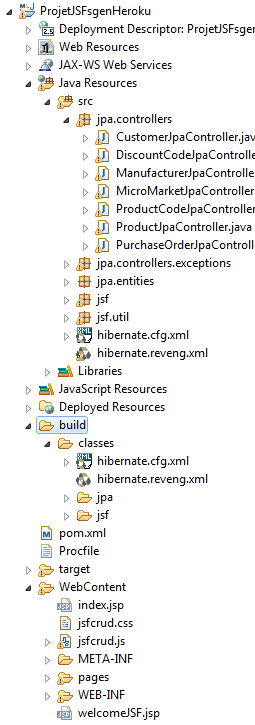 ProjetJSFsgenHeroku
Deployment Descriptor: ProjetJSFsgen
Web Resources
JAX-WS Web Services
Java Resources
src
jpa.controllers
CustomerJpaController.jav
DiscountCodeJpaControlle
ManufacturerJpaController
MicroMarketJpaController
ProductCodeJpaController
ProductJpaController.java
PurchaseOrderJpaControll
jpa.controllers.exceptions
jpa.entities
jsf
jsf.util
hibernate.cfg.xml
hibernate.reveng.xml
Libraries
JavaScript Resources
Deployed Resources
build
classes
hibernate.cfg.xml
hibernate.reveng.xml
jpa
jsf
pom.xml
Procfile
target
WebContent
index.jsp
jsfcrud.css
jsfcrud.js
META-INF
pages
WEB-INF
welcomeJSF.jsp